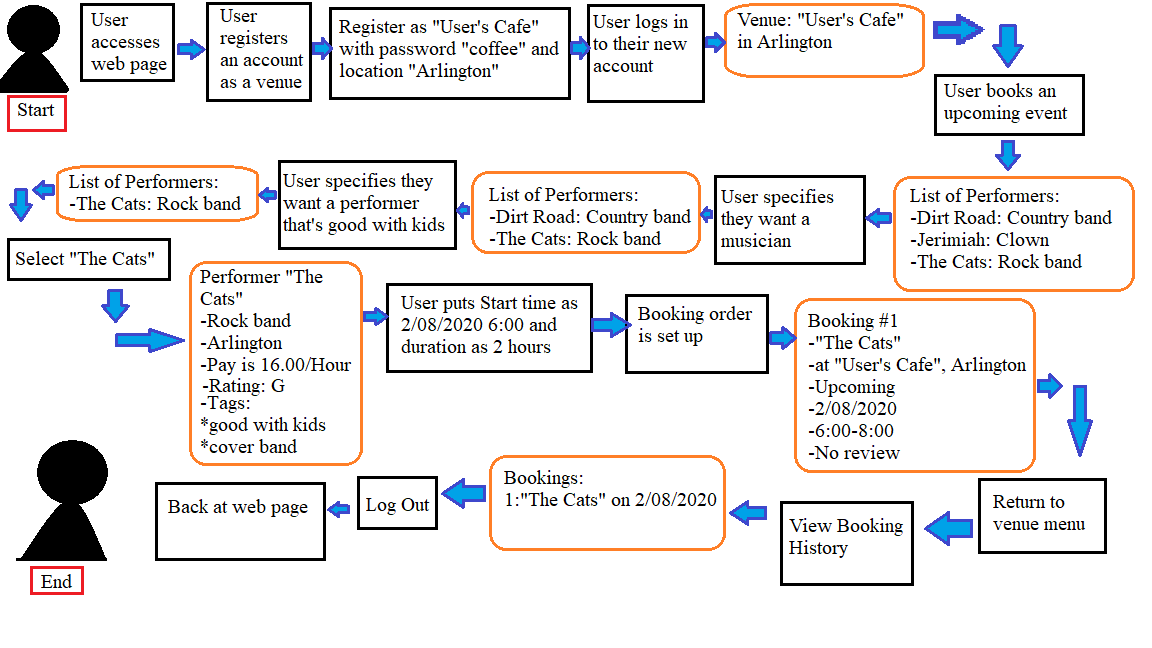 Start
User
accesses
web page
User
registers
an account
as a venue
Register as "User's Cafe"
with password "coffee" and
location "Arlington"
User logs in
to their new
account
Venue: "User's Cafe"
in Arlington
User books an
upcoming event
List of Performers:
-Dirt Road: Country band
-Jeriniah: Clown
-The Cats: Rock band
User specifies
they want a
musician
List of Performers:
-Dirt Road: Country band
-The Cats: Rock band
User specifies they
want a performer
that's good with kids
List of Performers:
-The Cats: Rock band
Select "The Cats"
Performer "The
Cats"
-Rock band
-Arlington
-Pay is 16.00/Hour
-Rating: G
-Tags:
*good with kids
*cover band
User puts Start time as
2/08/2020 6:00 and
duration as 2 hours
Booking order
is set up
Booking #1
-"The Cats"
-at "User's Cafe", Arlington
-Upcoming
-2/08/2020
-6:00-8:00
-No review
Return to
venue menu
View Booking
History
Bookings:
1:"The Cats" on 2/08/2020
Log Out
Back at web page
End